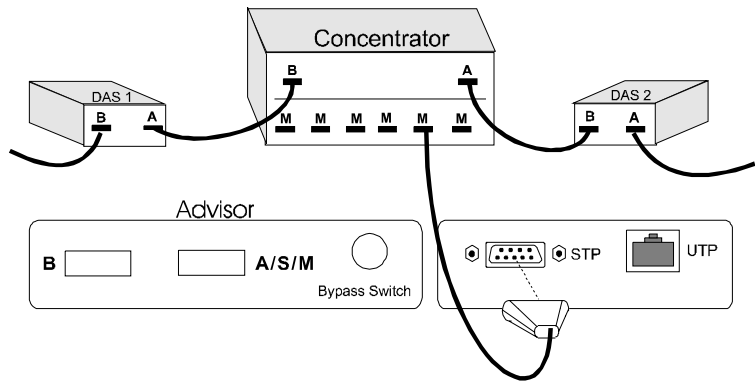 Concentrator
B A
DAS 1
B A
M M M M M M
DAS 2
B A
Advisor
B A/S/M
Bypass Switch
STP UTP